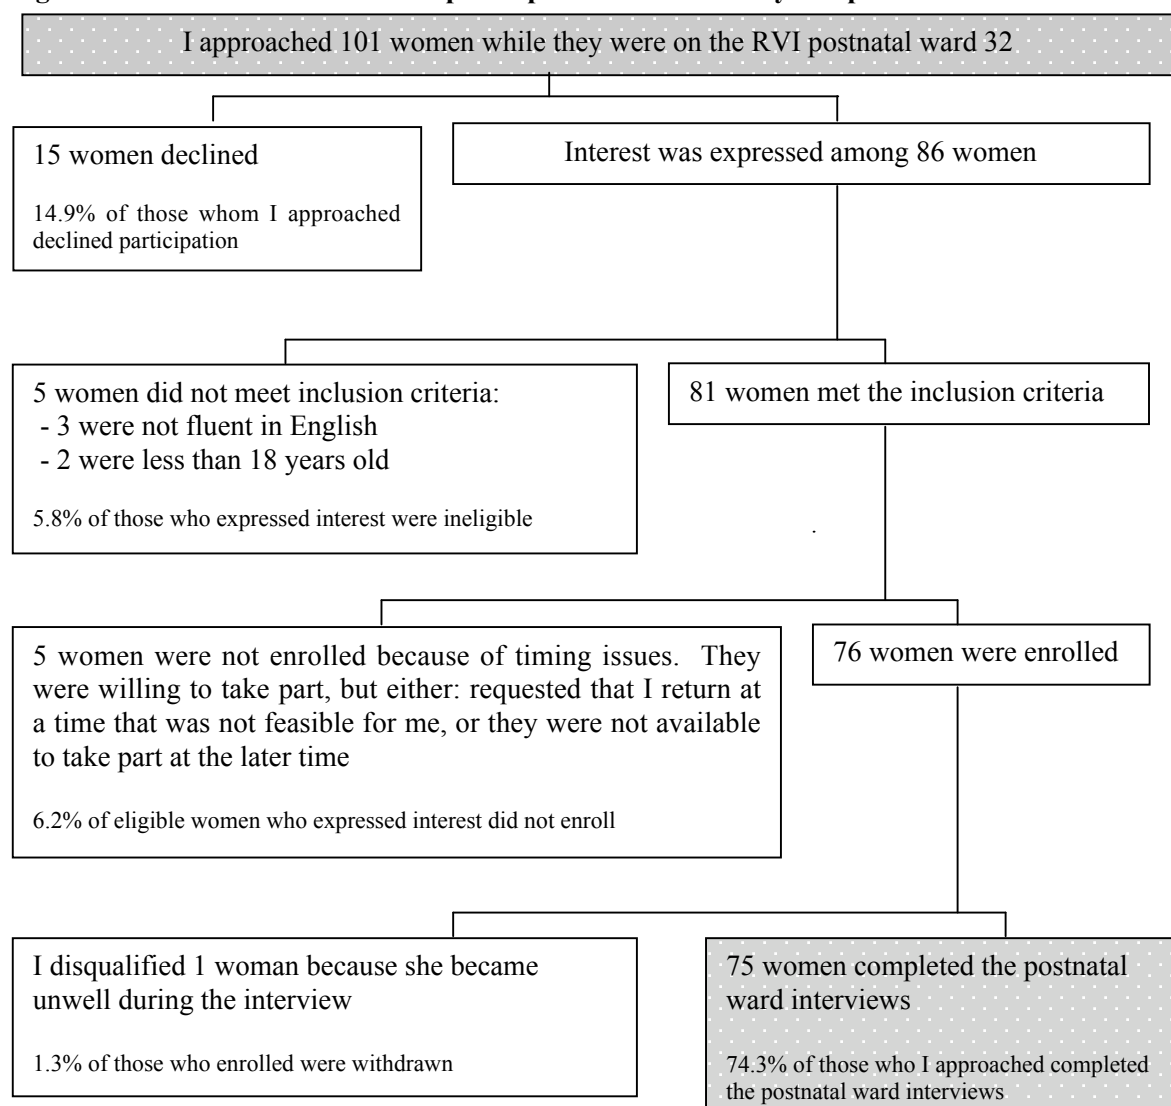 I approached 101 women while they were on the RVI postnatal ward 32
15 women declined
14.9% of those whom I approached
declined participation
Interest was expressed among 86 women
5 women did not meet inclusion criteria:
- 3 were not fluent in English
- 2 were less than 18 years old
5.8% of those who expressed interest were ineligible
81 women met the inclusion criteria
5 women were not enrolled because of timing issues. They
were willing to take part, but either: requested that I return at
a time that was not feasible for me, or they were not available
to take part at the later time
6.2% of eligible women who expressed interest did not enroll
76 women were enrolled
I disqualified 1 woman because she became
unwell during the interview
1.3% of those who enrolled were withdrawn
75 women completed the postnatal
ward interviews
74.3% of those who I approached completed
the postnatal ward interviews